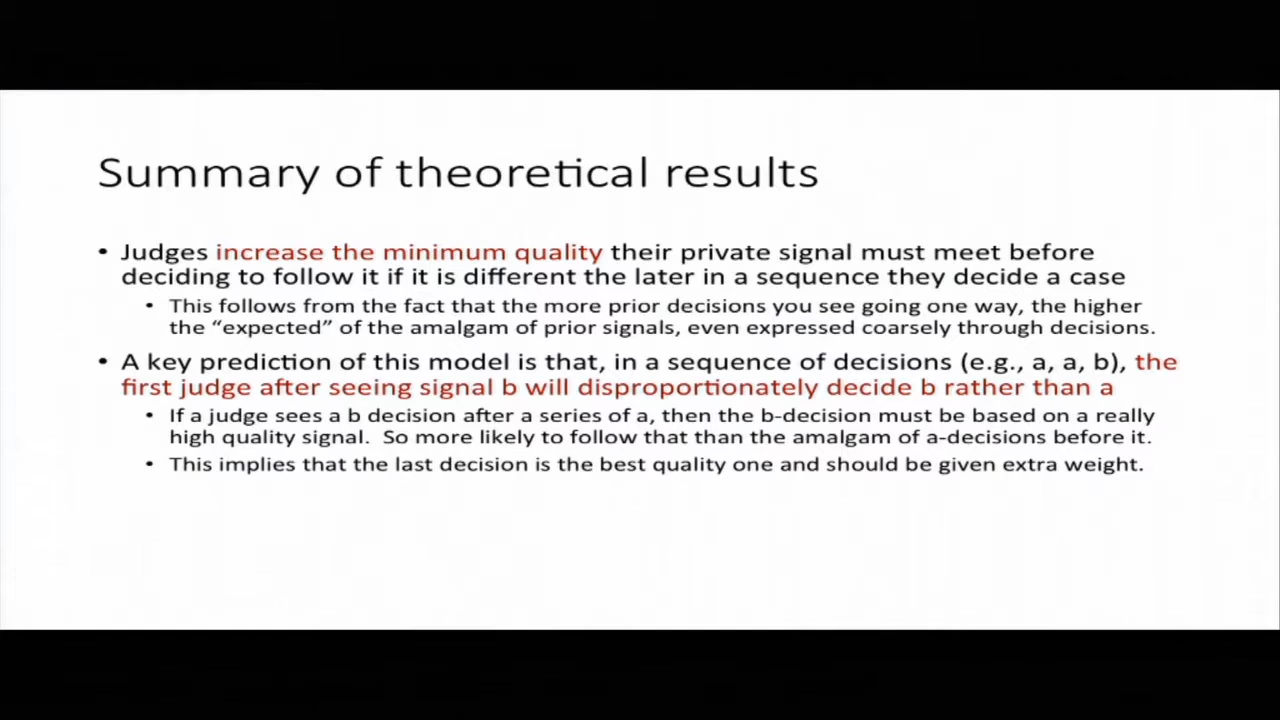 Summary of theoretical results
• Judges increase the minimum quality their private signal must meet before
deciding to follow it if it is different the later in a sequence they decide a case
• This follows from the fact that the more prior decisions you see going one way, the higher
the “expected” of the amalgam of prior signals, even expressed coarsely through decisions.
• A key prediction of this model is that, in a sequence of decisions (e.g., a, a, b), the
first judge after seeing signal b will disproportionately decide b rather than a
• If a judge sees a b decision after a series of a, then the b-decision must be based on a really
high quality signal.  So more likely to follow that than the amalgam of a-decisions before it.
• This implies that the last decision is the best quality one and should be given extra weight.